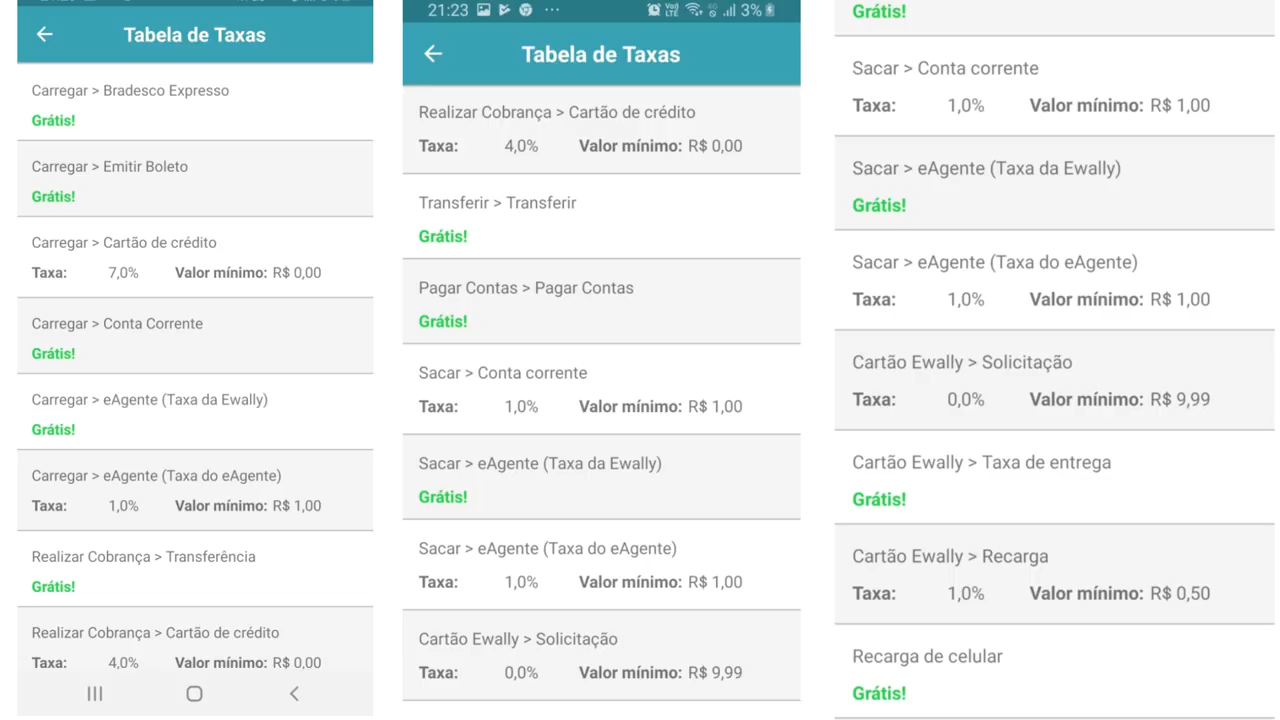 Tabela de Taxas
Carregar > Bradesco Expresso
Grátis!
Carregar > Emitir Boleto
Grátis!
Carregar > Cartão de crédito
Taxa: 7,0% Valor mínimo: R$ 0,00
Carregar > Conta Corrente
Grátis!
Carregar > eAgente (Taxa da Ewally)
Grátis!
Carregar > eAgente (Taxa do eAgente)
Taxa: 1,0% Valor mínimo: R$ 1,00
Realizar Cobrança > Transferência
Grátis!
Realizar Cobrança > Cartão de crédito
Taxa: 4,0% Valor mínimo: R$ 0,00
21:23 3%
Tabela de Taxas
Realizar Cobrança > Cartão de crédito
Taxa: 4,0% Valor mínimo: R$ 0,00
Transferir > Transferir
Grátis!
Pagar Contas > Pagar Contas
Grátis!
Sacar > Conta corrente
Taxa: 1,0% Valor mínimo: R$ 1,00
Sacar > eAgente (Taxa da Ewally)
Grátis!
Sacar > eAgente (Taxa do eAgente)
Taxa: 1,0% Valor mínimo: R$ 1,00
Cartão Ewally > Solicitação
Taxa: 0,0% Valor mínimo: R$ 9,99
Grátis!
Sacar > Conta corrente
Taxa: 1,0% Valor mínimo: R$ 1,00
Sacar > eAgente (Taxa da Ewally)
Grátis!
Sacar > eAgente (Taxa do eAgente)
Taxa: 1,0% Valor mínimo: R$ 1,00
Cartão Ewally > Solicitação
Taxa: 0,0% Valor mínimo: R$ 9,99
Cartão Ewally > Taxa de entrega
Grátis!
Cartão Ewally > Recarga
Taxa: 1,0% Valor mínimo: R$ 0,50
Recarga de celular
Grátis!